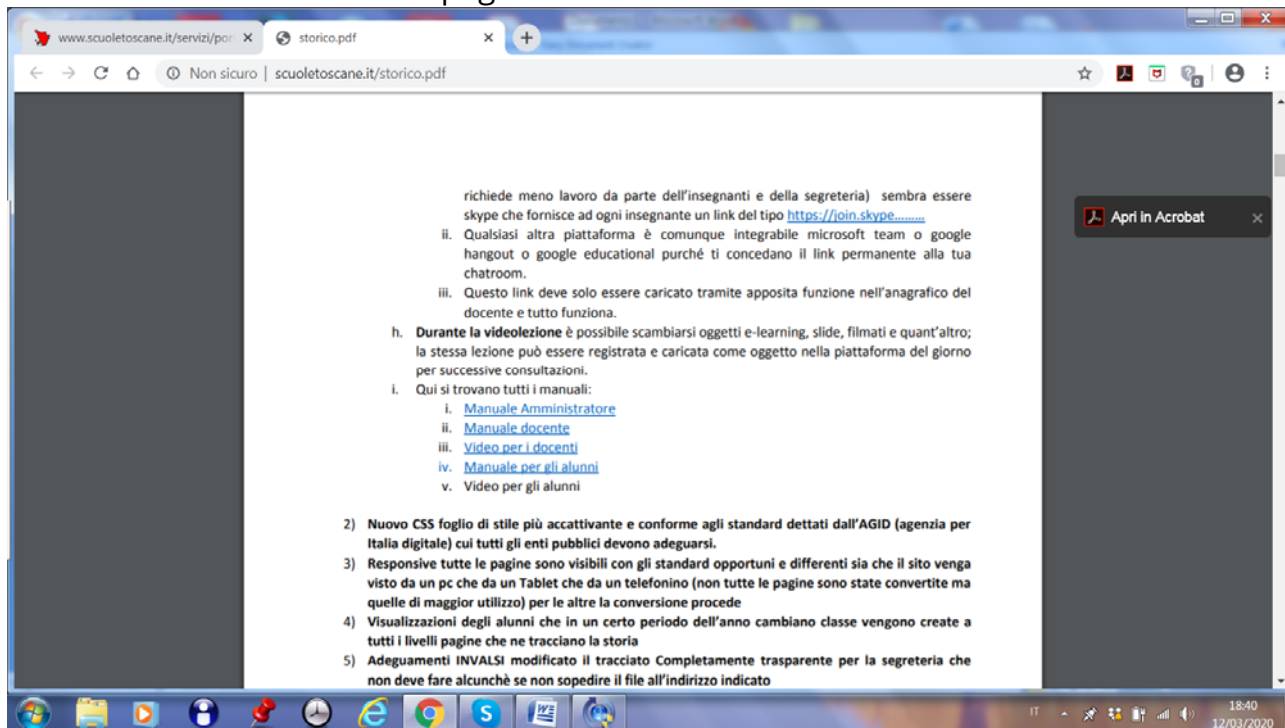 pag
www.scuoletoscane.it/servizi/por
storico.pdf
Non sicuro | scuoletoscane.it/storico.pdf
richiede meno lavoro da parte dell'insegnanti e della segreteria) sembra essere
skype che fornisce ad ogni insegnante un link del tipo https://join.skype.........
Apri in Acrobat
ii. Qualsiasi altra piattaforma è comunque integrabile microsoft team o google
hangout o google educational purché ti concedano il link permanente alla tua
chatroom.
iii. Questo link deve solo essere caricato tramite apposita funzione nell'anagrafico del
docente e tutto funziona.
h. Durante la videolezione è possibile scambiarsi oggetti e-learning, slide, filmati e quant'altro;
la stessa lezione può essere registrata e caricata come oggetto nella piattaforma del giorno
per successive consultazioni.
i. Qui si trovano tutti i manuali:
i. Manuale Amministratore
ii. Manuale docente
iii. Video per i docenti
iv. Manuale per gli alunni
v. Video per gli alunni
2) Nuovo CSS foglio di stile più accattivante e conforme agli standard dettati dall'AGID (agenzia per
Italia digitale) cui tutti gli enti pubblici devono adeguarsi.
3) Responsive tutte le pagine sono visibili con gli standard opportuni e differenti sia che il sito venga
visto da un pc che da un Tablet che da un telefonino (non tutte le pagine sono state convertite ma
quelle di maggior utilizzo) per le altre la conversione procede
4) Visualizzazioni degli alunni che in un certo periodo dell'anno cambiano classe vengono create a
tutti i livelli pagine che ne tracciano la storia
5) Adeguamenti INVALSI modificato il tracciato Completamente trasparente per la segreteria che
non deve fare alcunchè se non sopedire il file all'indirizzo indicato
IT
18:40
12/03/2020